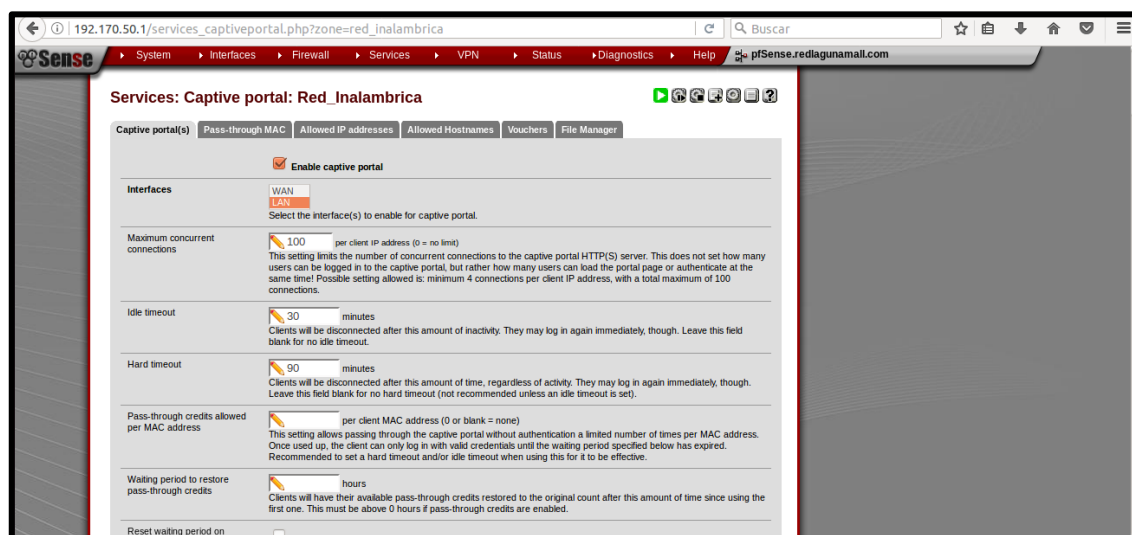 192.170.50.1/services_captiveportal.php?zone=red_inalambrica
Buscar
Sense
System Interfaces Firewall Services VPN Status Diagnostics Help pfSense.redlagunamall.com
Services: Captive portal: Red_Inalambrica
Captive portal(s) Pass-through MAC Allowed IP addresses Allowed Hostnames Vouchers File Manager
Enable captive portal
Interfaces
WAN
LAN
Select the interface(s) to enable for captive portal.
Maximum concurrent
connections
100 per client IP address (0 = no limit)
This setting limits the number of concurrent connections to the captive portal HTTP(S) server. This does not set how many
users can be logged in to the captive portal, but rather how many users can load the portal page or authenticate at the
same time! Possible setting allowed is: minimum 4 connections per client IP address, with a total maximum of 100
connections.
Idle timeout
30 minutes
Clients will be disconnected after this amount of inactivity. They may log in again immediately, though. Leave this field
blank for no idle timeout.
Hard timeout
90 minutes
Clients will be disconnected after this amount of time, regardless of activity. They may log in again immediately, though.
Leave this field blank for no hard timeout (not recommended unless an idle timeout is set).
Pass-through credits allowed
per MAC address
per client MAC address (0 or blank = none)
This setting allows passing through the captive portal without authentication a limited number of times per MAC address.
Once used up, the client can only log in with valid credentials until the waiting period specified below has expired.
Recommended to set a hard timeout and/or idle timeout when using this for it to be effective.
Waiting period to restore
pass-through credits
hours
Clients will have their available pass-through credits restored to the original count after this amount of time since using the
first one. This must be above 0 hours if pass-through credits are enabled.
Reset waiting period on